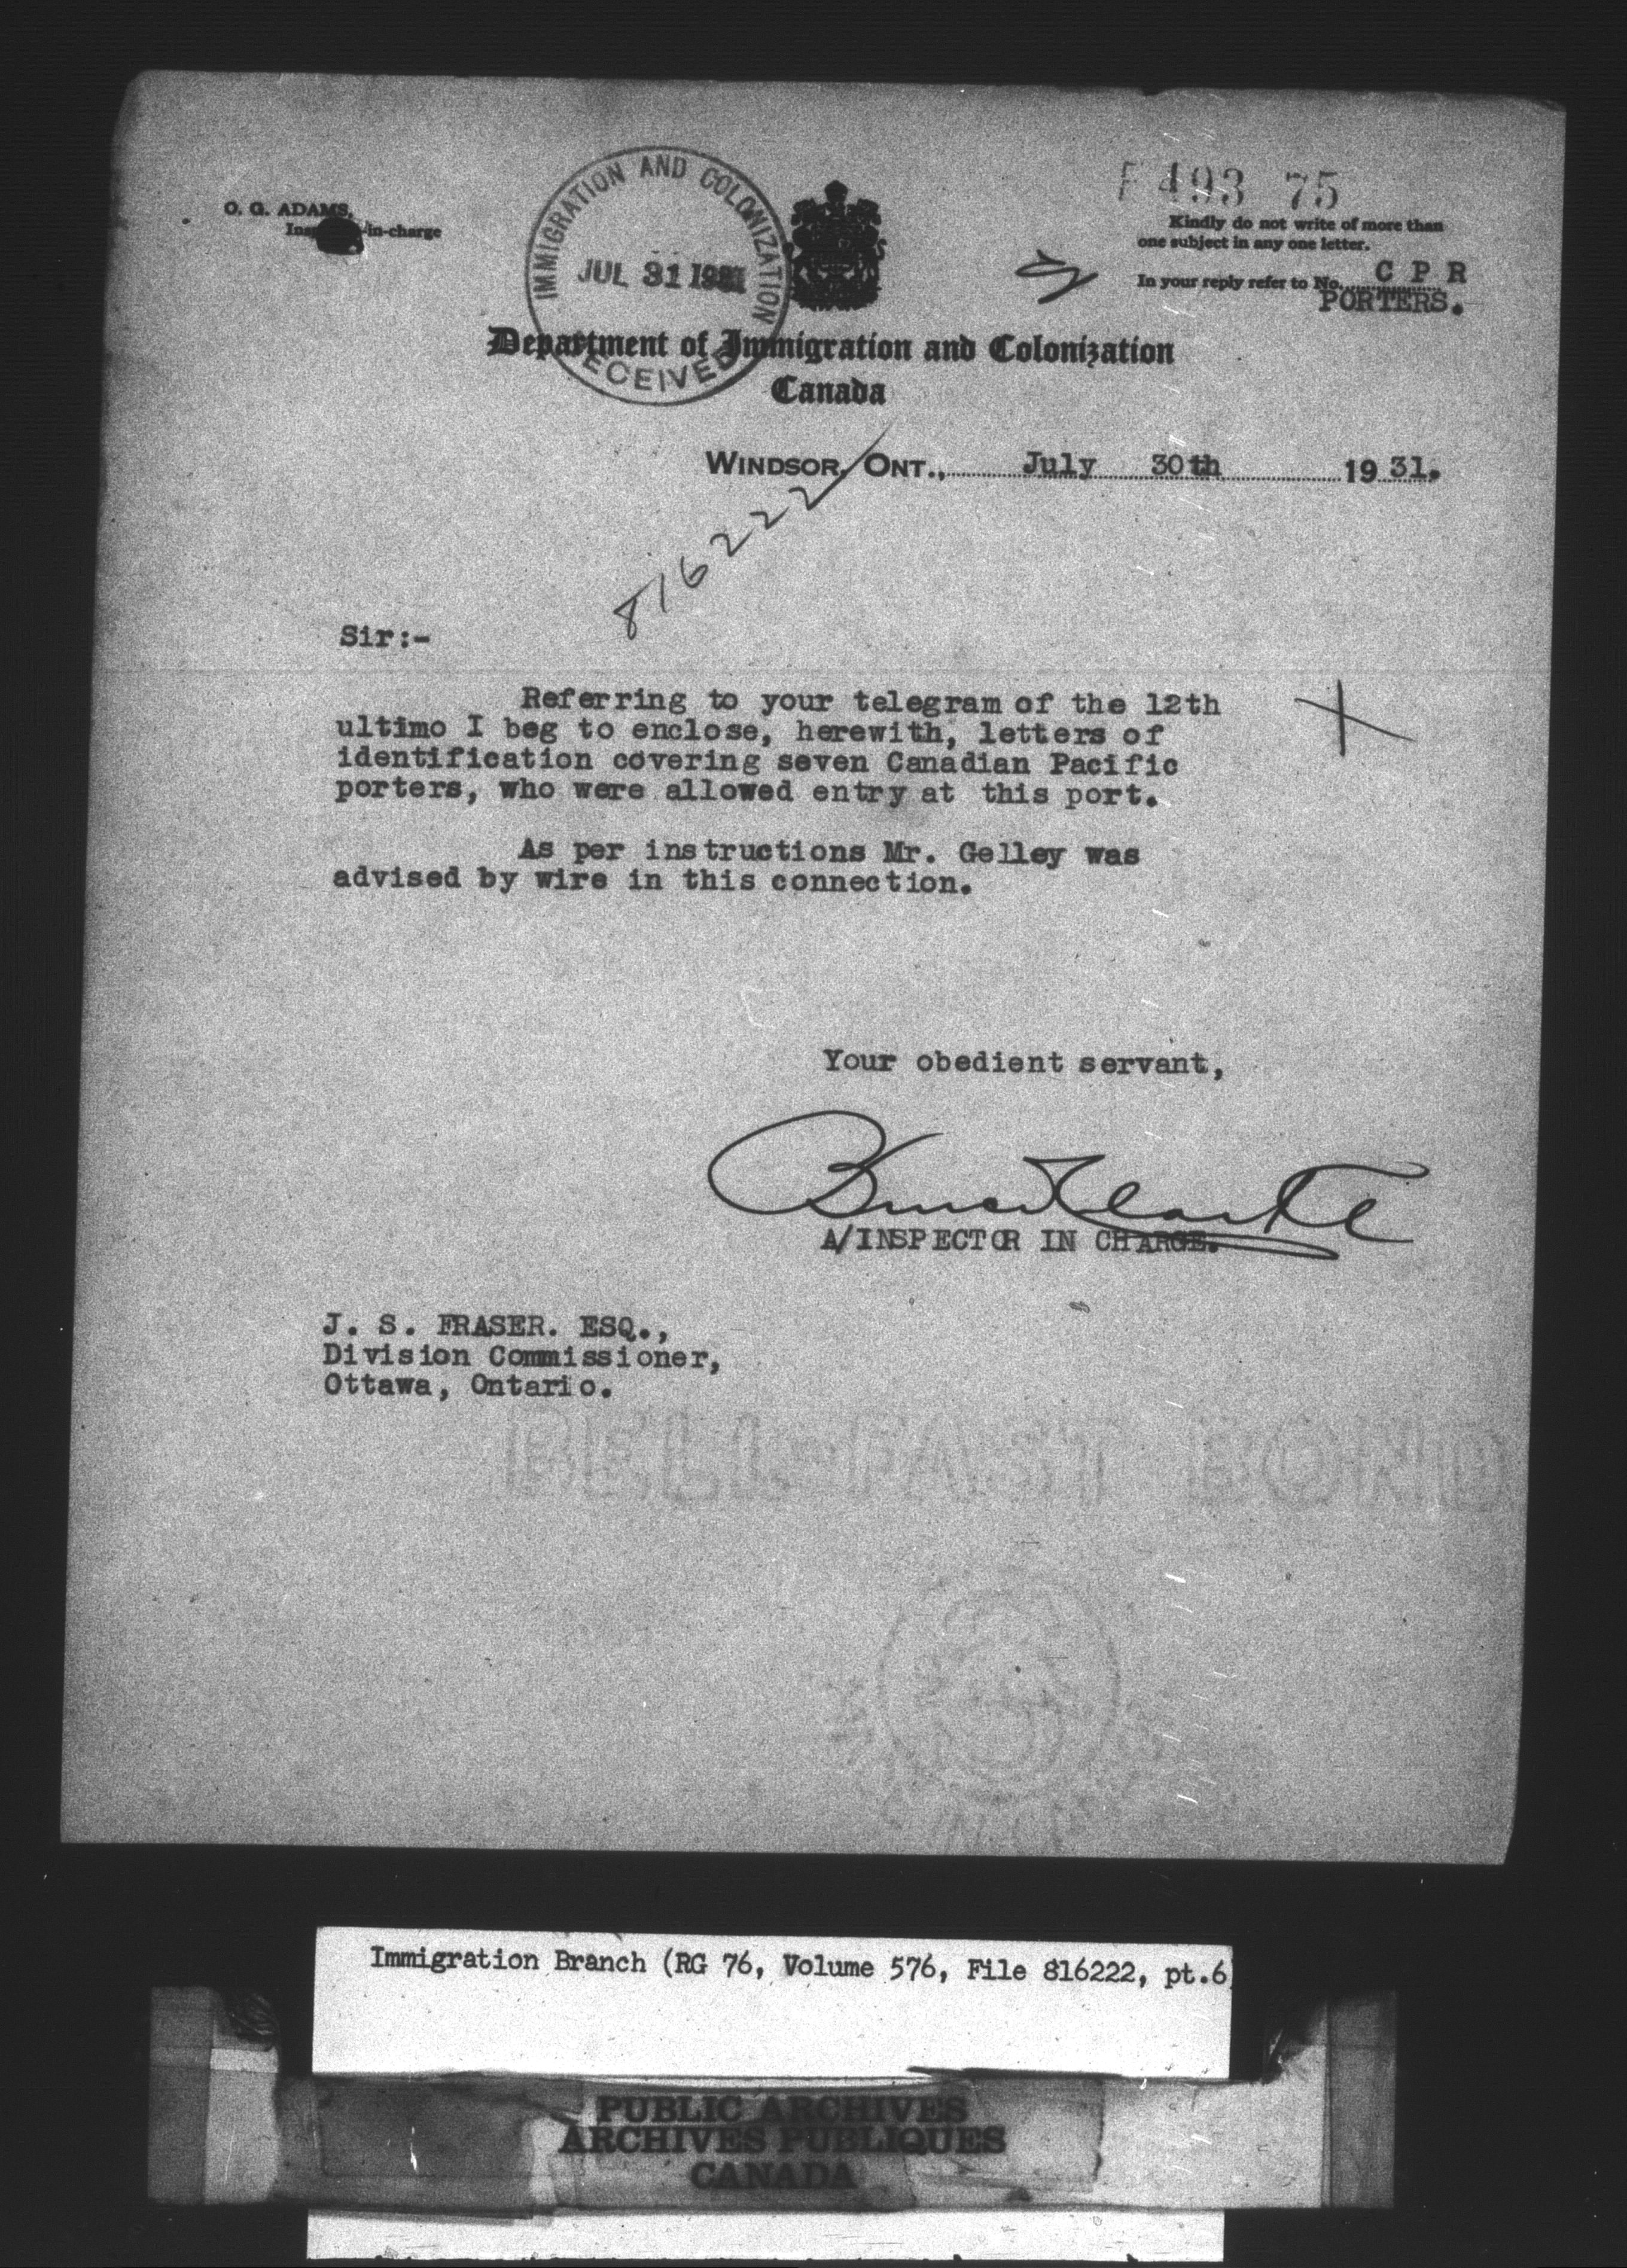 F 493 75
O. G. ADAMS,
-in-charge
IMMIGRATION AND COLONIZATION
JUL 31 1931
RECEIVED
Kindly do not write of more than
one subject in any one letter.
In your reply refer to No. C P R
PORTERS.
Department of Immigration and Colonization
Canada
WINDSOR, ONT., July 30th 1931.
816222
Sir:-
Referring to your telegram of the 12th
ultimo I beg to enclose, herewith, letters of
identification covering seven Canadian Pacific
porters, who were allowed entry at this port.
As per instructions Mr. Gelley was
advised by wire in this connection.
Your obedient servant,
A/INSPECTOR IN CHARGE.
J. S. FRASER. ESQ.,
Division Commissioner,
Ottawa, Ontario.
BELL-FAST BOND
Immigration Branch (RG 76, Volume 576, File 816222, pt.6
PUBLIC ARCHIVES
ARCHIVES PUBLIQUES
CANADA